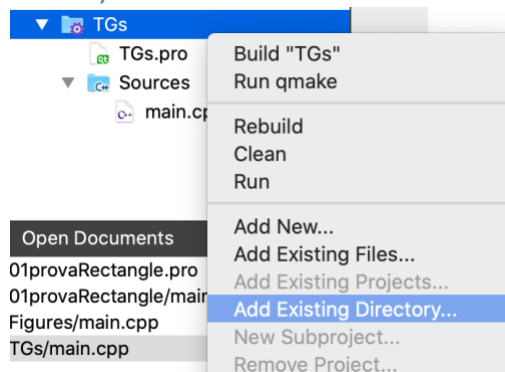 TGs
TGs.pro
Sources
main.cp
Build "TGs"
Run qmake
Rebuild
Clean
Run
Add New...
Add Existing Files...
Add Existing Projects...
Add Existing Directory...
New Subproject...
Remove Project...
Open Documents
01provaRectangle.pro
01provaRectangle/mair
Figures/main.cpp
TGs/main.cpp